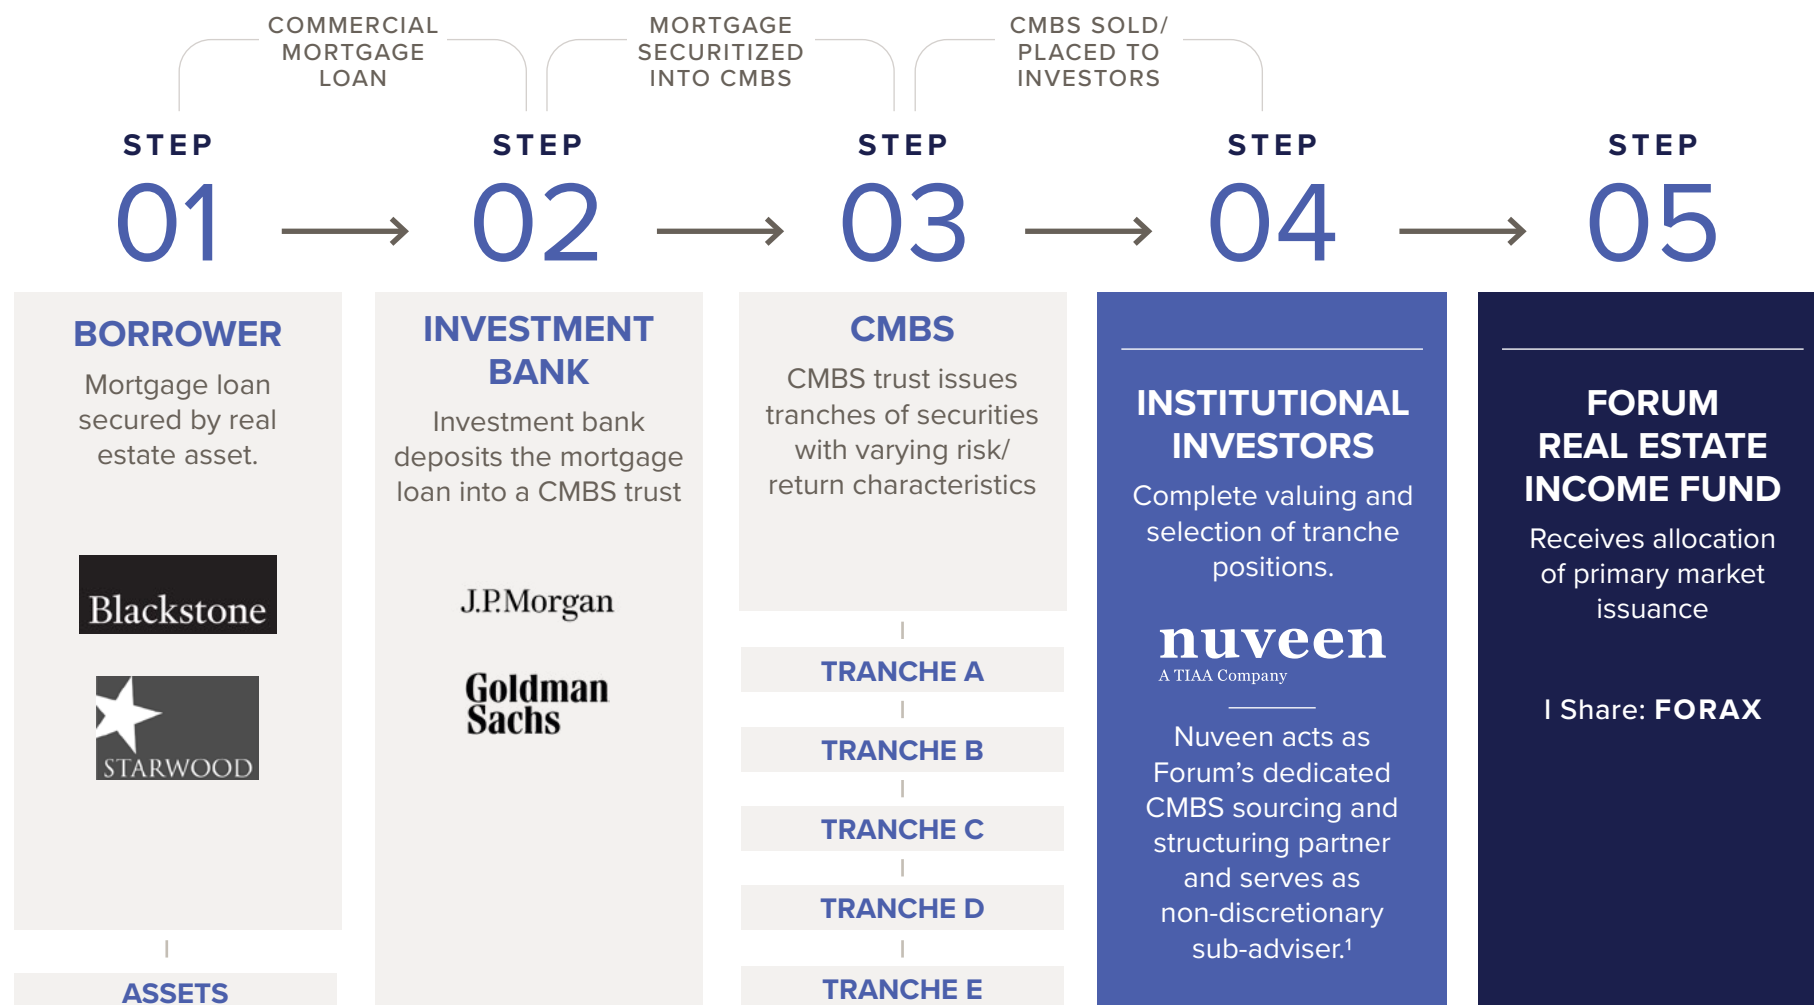 COMMERCIAL
MORTGAGE
LOAN
MORTGAGE
SECURITIZED
INTO CMBS
CMBS SOLD/
PLACED TO
INVESTORS
STEP
01
STEP
02
STEP
03
STEP
04
STEP
05
BORROWER
Mortgage loan
secured by real
estate asset.
Blackstone
STARWOOD
ASSETS
INVESTMENT
BANK
Investment bank
deposits the mortgage
loan into a CMBS trust
J.P.Morgan
Goldman
Sachs
CMBS
CMBS trust issues
tranches of securities
with varying risk/
return characteristics
TRANCHE A
TRANCHE B
TRANCHE C
TRANCHE D
TRANCHE E
INSTITUTIONAL
INVESTORS
Complete valuing and
selection of tranche
positions.
nuveen
A TIAA Company
Nuveen acts as
Forum’s dedicated
CMBS sourcing and
structuring partner
and serves as
non-discretionary
sub-adviser.¹
FORUM
REAL ESTATE
INCOME FUND
Receives allocation
of primary market
issuance
I Share: FORAX